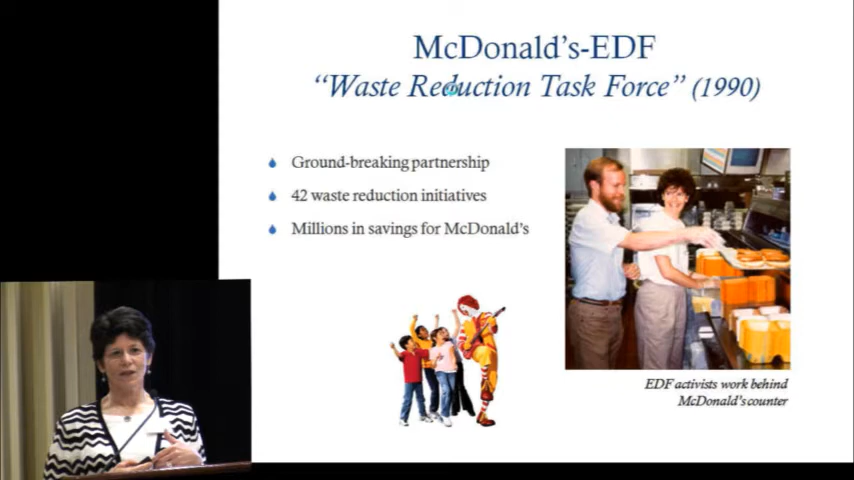 McDonald's-EDF
"Waste Reduction Task Force" (1990)
Ground-breaking partnership
42 waste reduction initiatives
Millions in savings for McDonald's
EDF activists work behind
McDonald's counter